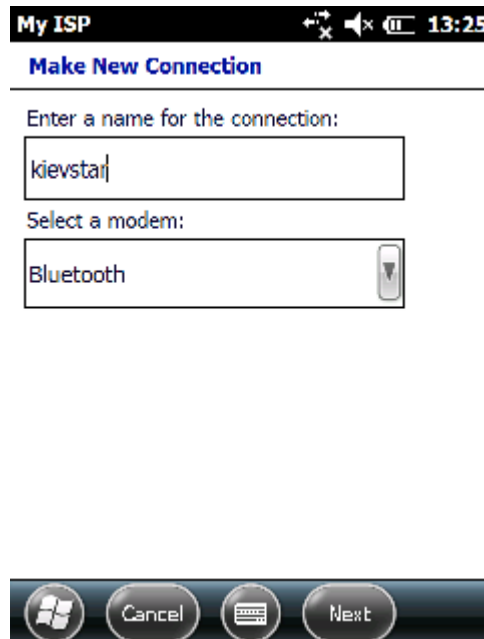 My ISP 13:25
Make New Connection
Enter a name for the connection:
kievstar
Select a modem:
Bluetooth
Cancel Next